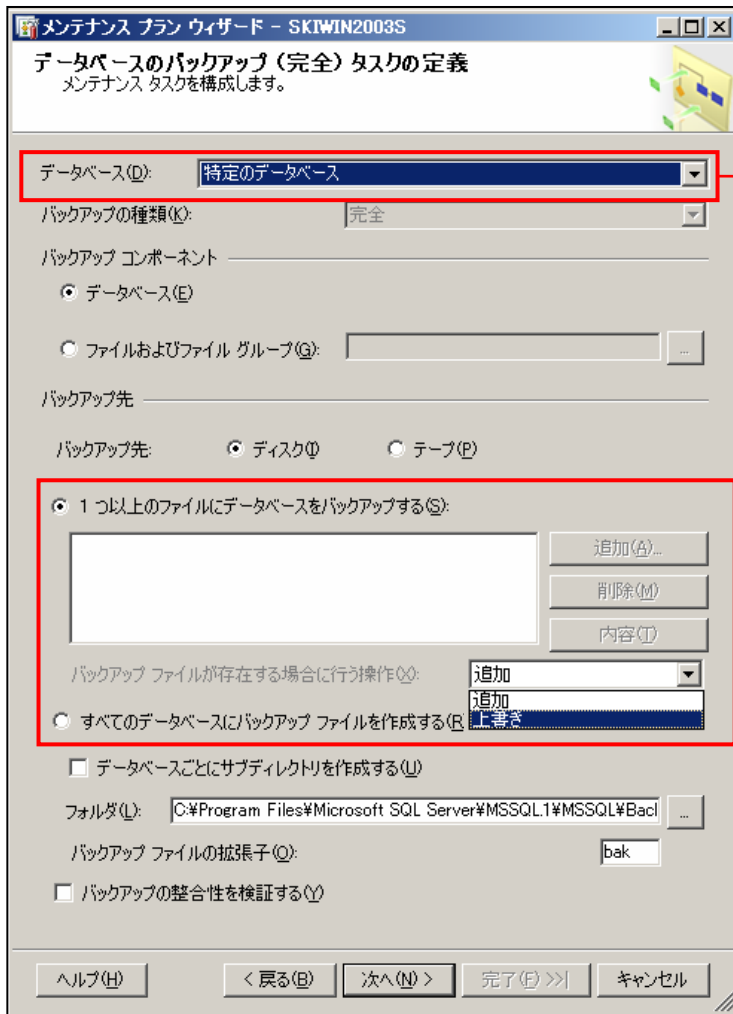 メンテナンス プラン ウィザード - SKIWIN2003S
データベースのバックアップ (完全) タスクの定義
メンテナンス タスクを構成します。
データベース(D): 特定のデータベース
バックアップの種類(K): 完全
バックアップ コンポーネント
データベース(E)
ファイルおよびファイル グループ(G): ...
バックアップ先
バックアップ先: ディスク(I) テープ(P)
1 つ以上のファイルにデータベースをバックアップする(S):
追加(A)...
削除(M)
内容(T)
バックアップ ファイルが存在する場合に行う操作(X): 追加
追加
上書き
すべてのデータベースにバックアップ ファイルを作成する(R
データベースごとにサブディレクトリを作成する(U)
フォルダ(L): C:¥Program Files¥Microsoft SQL Server¥MSSQL.1¥MSSQL¥Bacl ...
バックアップ ファイルの拡張子(O): bak
バックアップの整合性を検証する(Y)
ヘルプ(H) < 戻る(B) 次へ(N) > 完了(F) >>| キャンセル